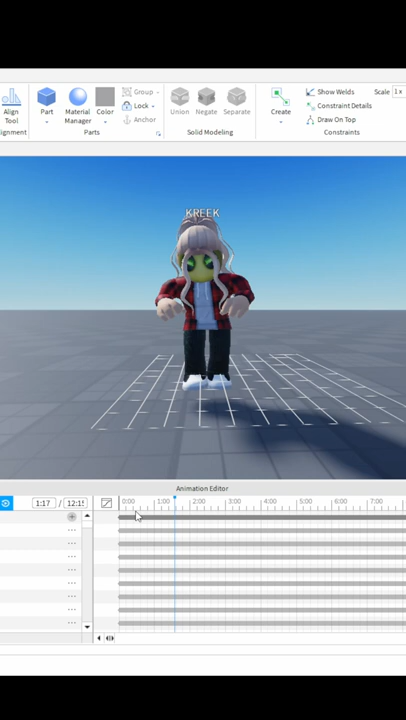 Align
Tool
Part
Material
Manager
Color
Group
Lock
Anchor
Union
Negate
Separate
Create
Show Welds
Constraint Details
Draw On Top
Scale
1 x
lignment
Parts
Solid Modeling
Constraints
KREEK
Animation Editor
1:17 / 12:15
0:00 1:00 2:00 3:00 4:00 5:00 6:00 7:00